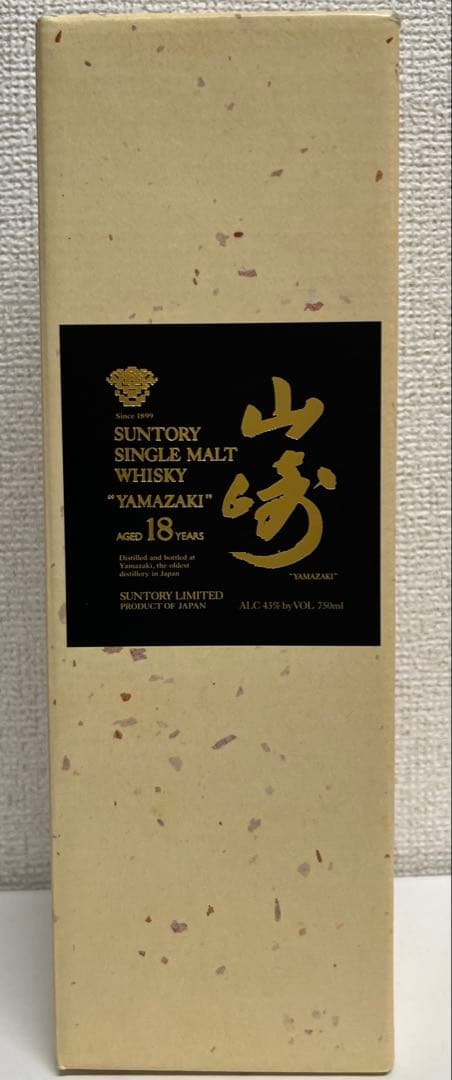 Since 1899
SUNTORY
SINGLE MALT
WHISKY
"YAMAZAKI"
AGED 18 YEARS
Distilled and bottled at
Yamazaki, the oldest
distillery in Japan
SUNTORY LIMITED
PRODUCT OF JAPAN
山崎
"YAMAZAKI"
ALC 43% by VOL 750ml